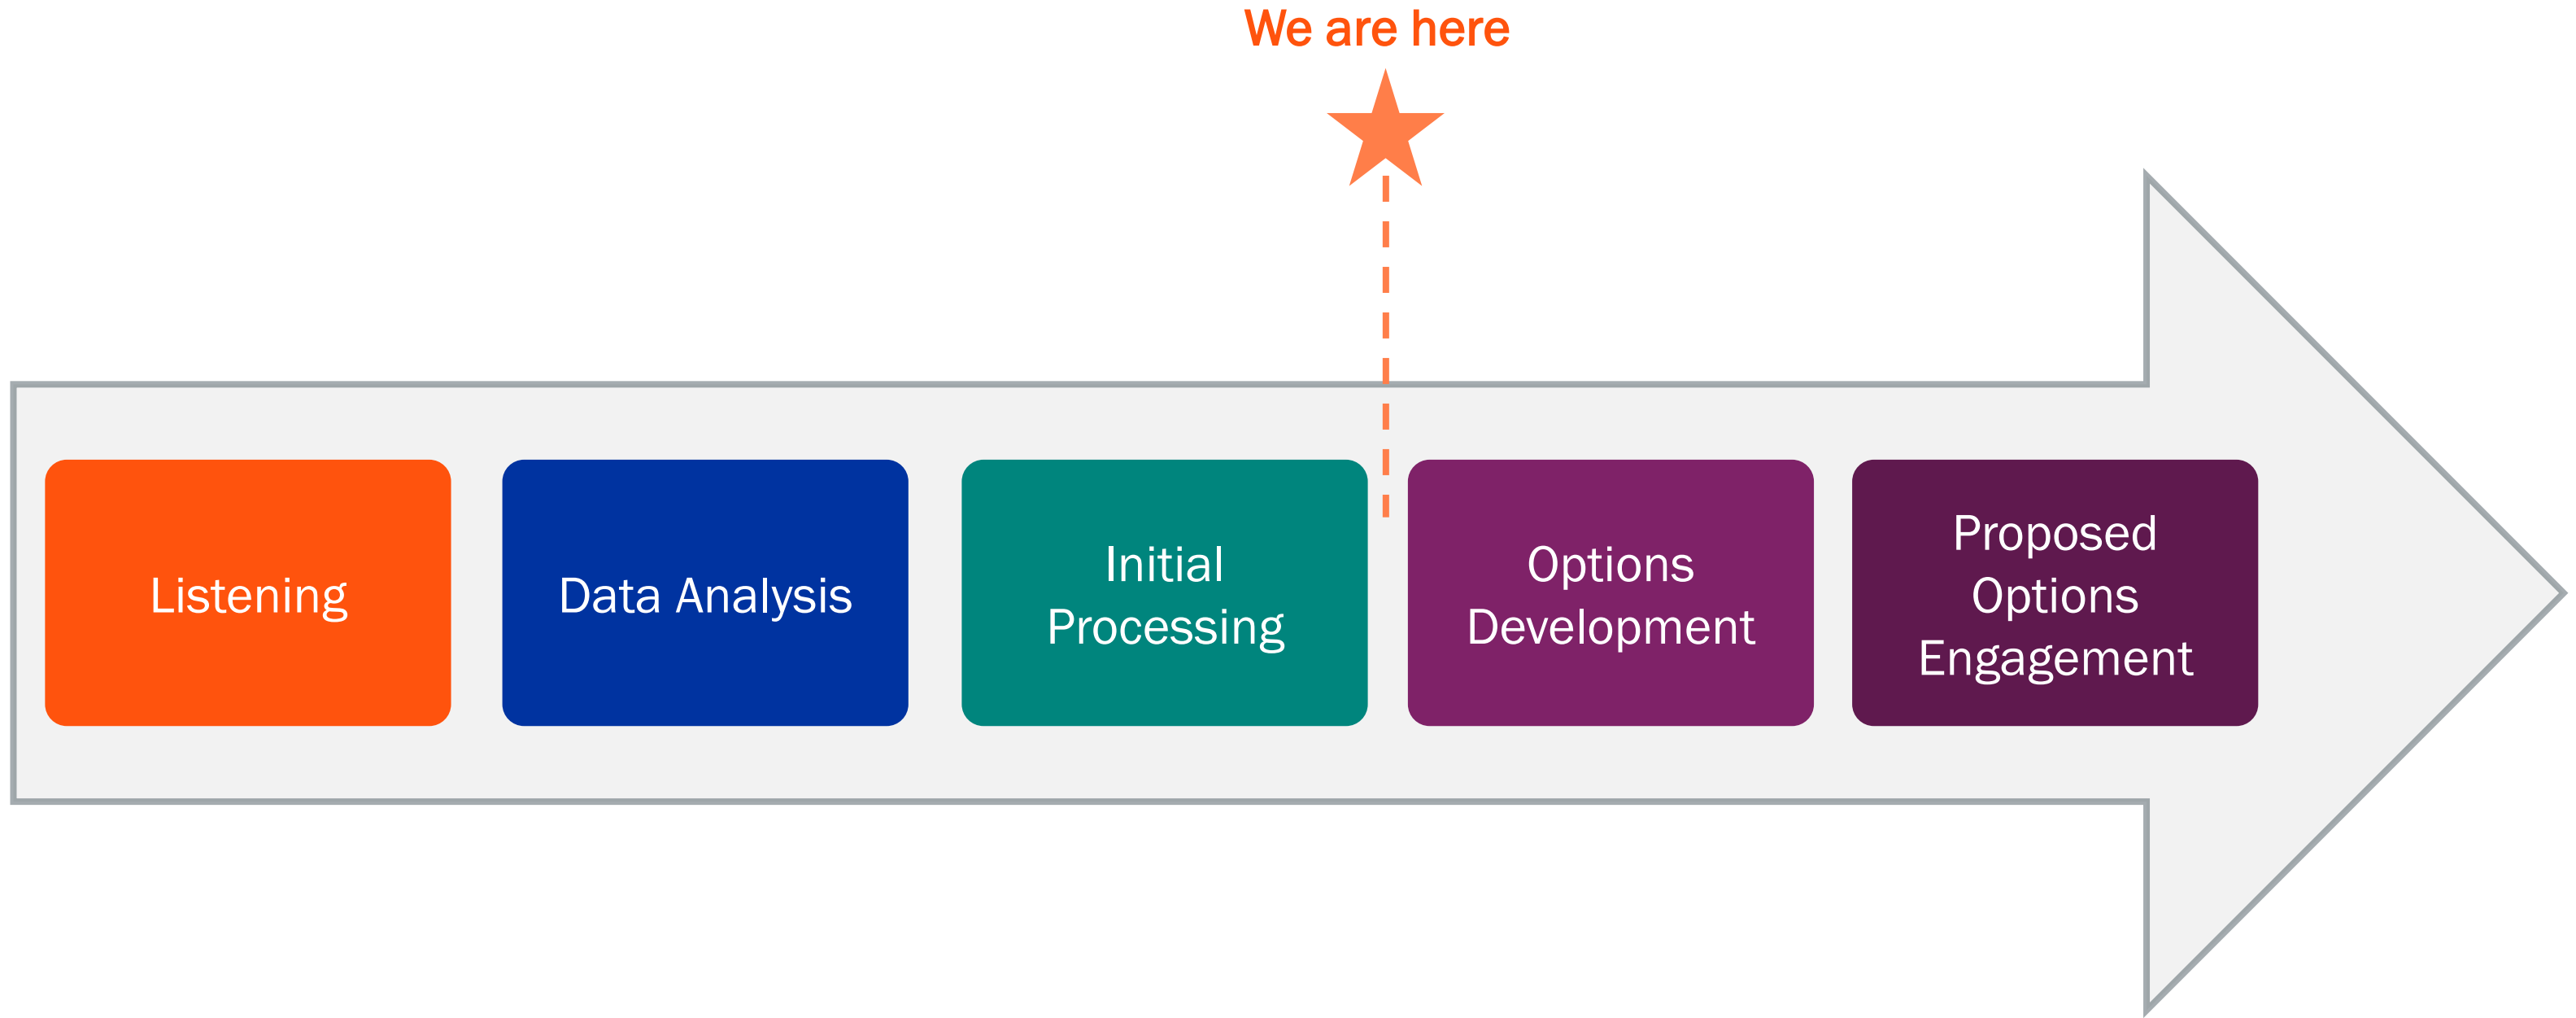 We are here
Listening
Data Analysis
Initial
Processing
Options
Development
Proposed
Options
Engagement